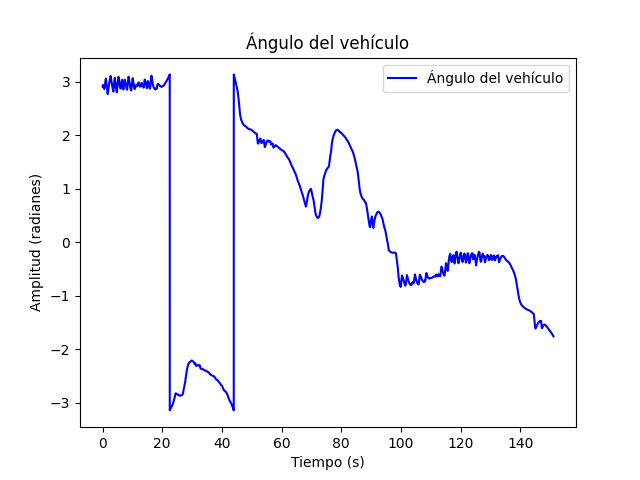 Ángulo del vehículo
Ángulo del vehículo
Amplitud (radianes)
3
2
1
0
−1
−2
−3
0 20 40 60 80 100 120 140
Tiempo (s)